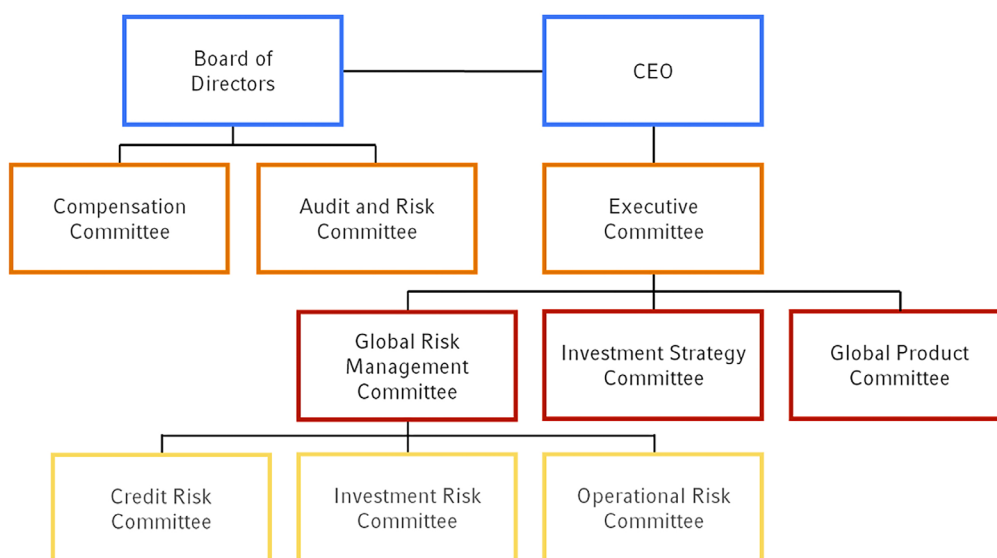 Board of
Directors
CEO
Compensation
Committee
Audit and Risk
Committee
Executive
Committee
Global Risk
Management
Committee
Investment Strategy
Committee
Global Product
Committee
Credit Risk
Committee
Investment Risk
Committee
Operational Risk
Committee